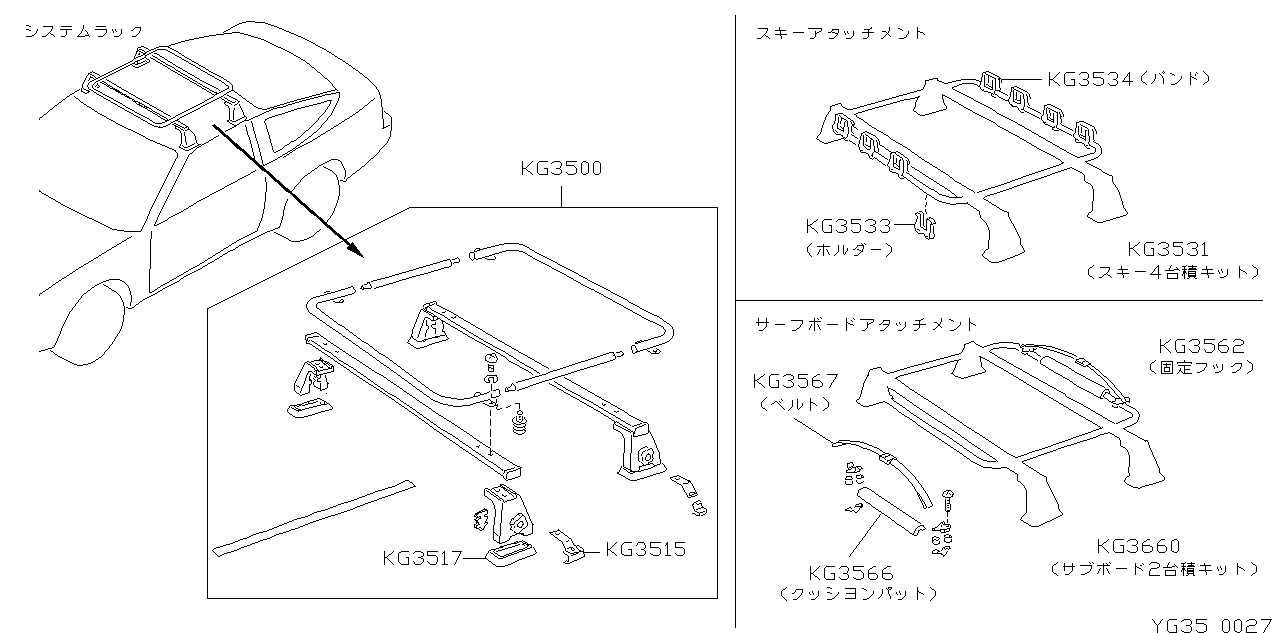 システムラック
KG3500
KG3517
KG3515
スキーアタッチメント
KG3534(バンド)
KG3533
(ホルダー)
KG3531
(スキー4台積キット)
サーフボードアタッチメント
KG3562
(固定フック)
KG3567
(ベルト)
KG3566
(クッションパット)
KG3660
(サブボード2台積キット)
YG35 0027